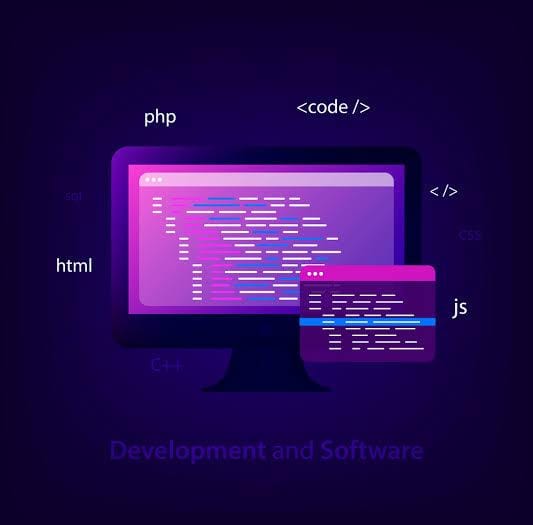 <code />
php
</>
sql
css
html
js
C++
Development and Software